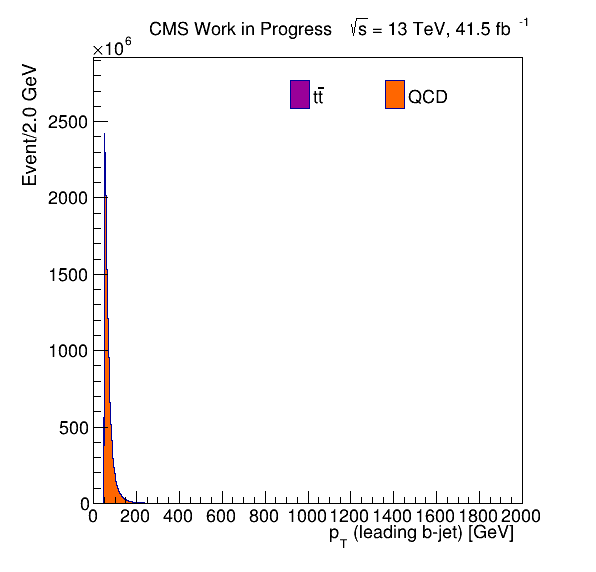 CMS Work in Progress √s = 13 TeV, 41.5 fb⁻¹
×10⁶
Event/2.0 GeV
tt̄ QCD
2500
2000
1500
1000
500
0
0 200 400 600 800 1000 1200 1400 1600 1800 2000
p_T (leading b-jet) [GeV]